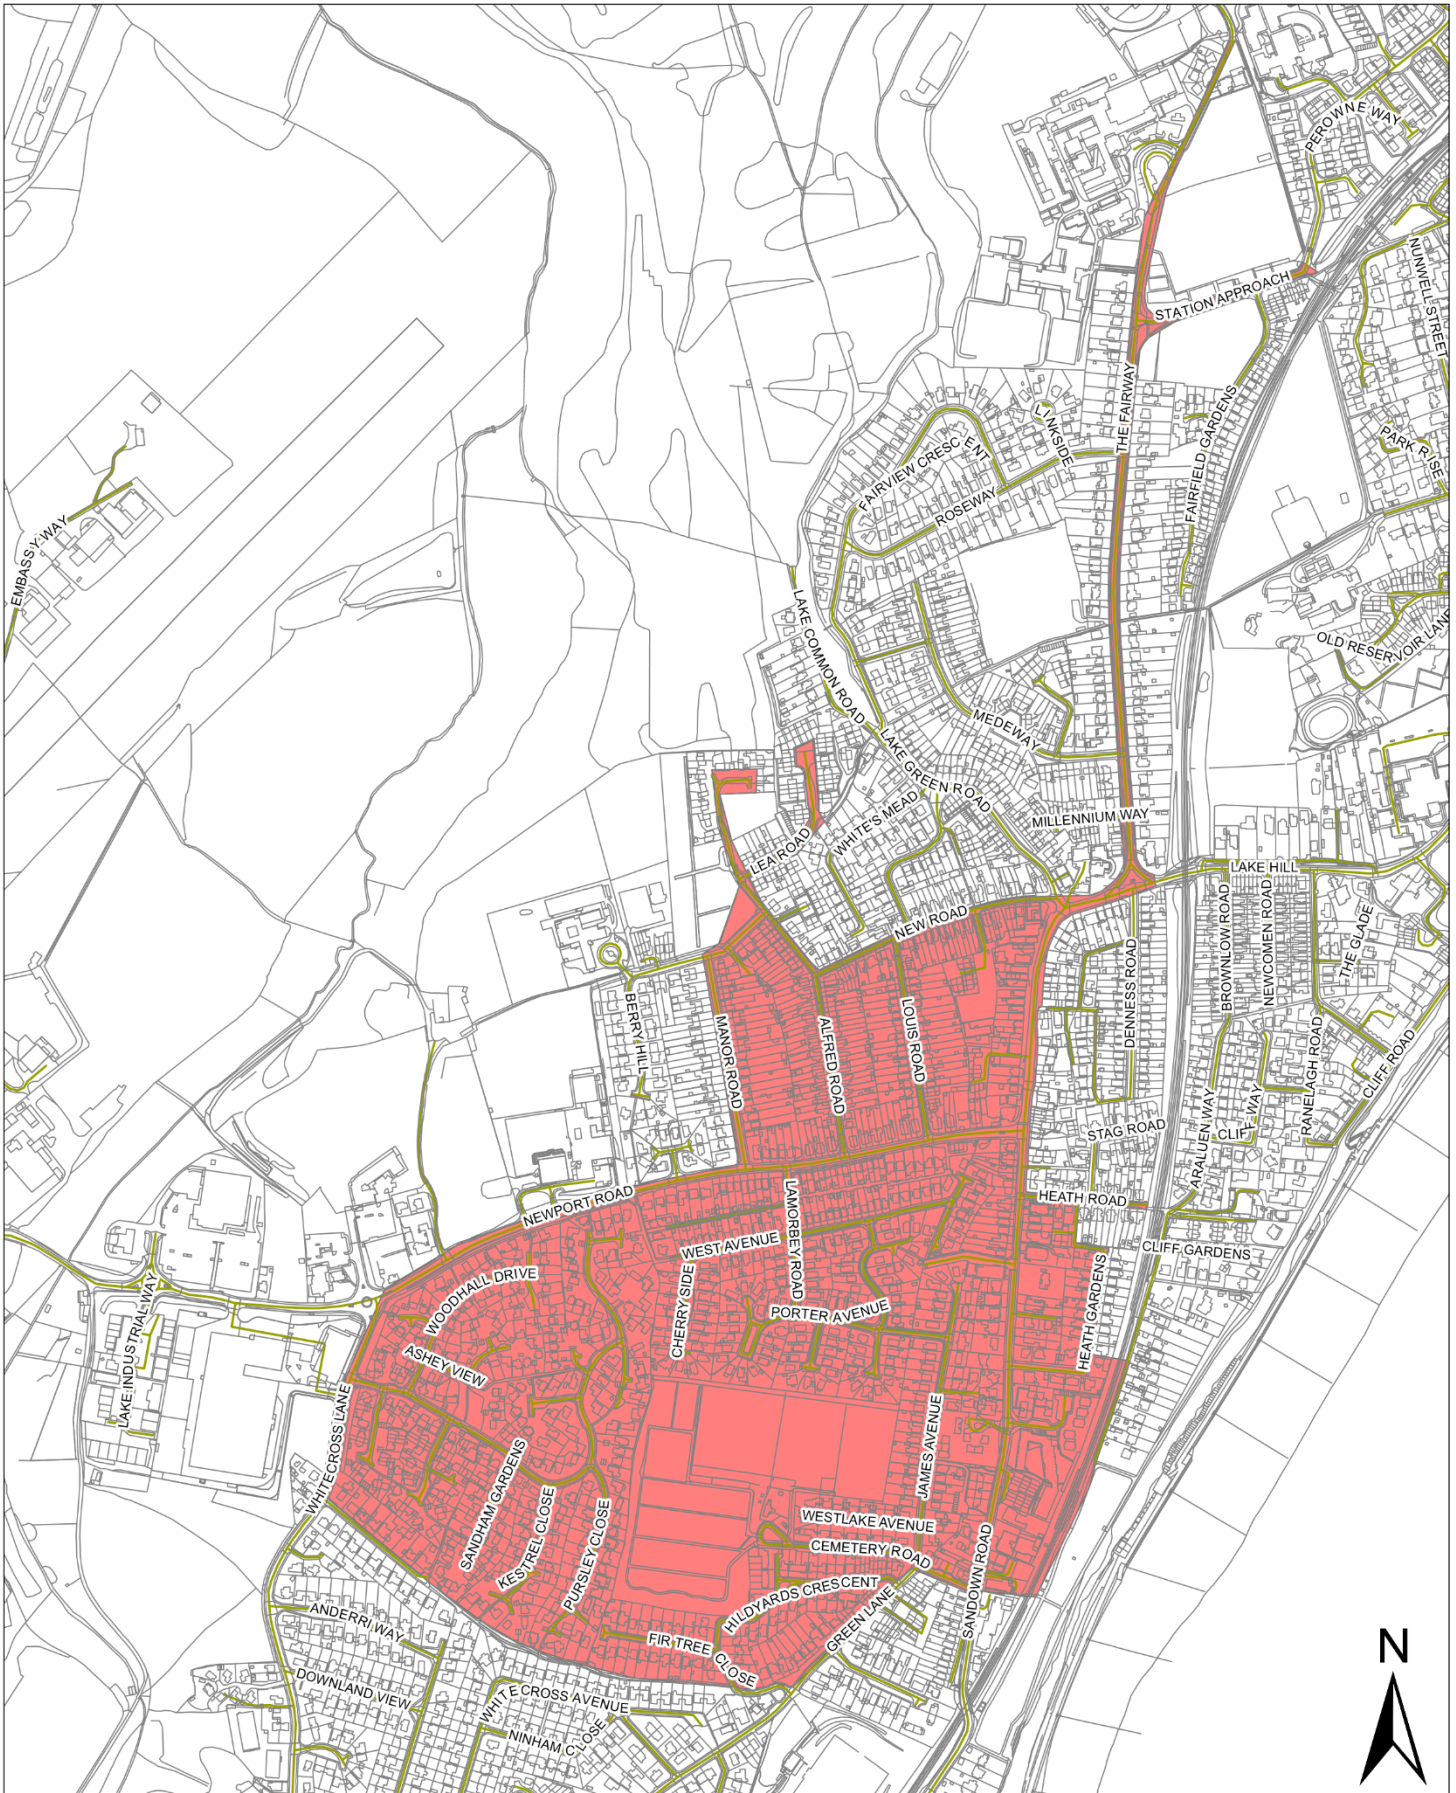 PEROWNE WAY
NUNWELL STREET
STATION APPROACH
THE FAIRWAY
LINKSIDE
FAIRVIEW CRESCENT
ROSEWAY
FAIRFIELD GARDENS
PARK RISE
EMBASSY WAY
LAKE COMMON ROAD
OLD RESERVOIR LANE
MEDEWAY
LAKE GREEN ROAD
WHITE'S MEAD
MILLENNIUM WAY
LEA ROAD
LAKE HILL
NEW ROAD
BROWNLOW ROAD
NEWCOMEN ROAD
THE GLADE
DENNESS ROAD
BERRY HILL
MANOR ROAD
ALFRED ROAD
LOUIS ROAD
RANELAGH ROAD
CLIFF ROAD
STAG ROAD
ARALUEN WAY
CLIFF WAY
NEWPORT ROAD
LAMORBEY ROAD
HEATH ROAD
WEST AVENUE
CLIFF GARDENS
WOODHALL DRIVE
CHERRY SIDE
PORTER AVENUE
HEATH GARDENS
LAKE INDUSTRIAL WAY
ASHEY VIEW
WHITECROSS LANE
JAMES AVENUE
SANDHAM GARDENS
KESTREL CLOSE
PURSLEY CLOSE
WESTLAKE AVENUE
CEMETERY ROAD
SANDOWN ROAD
HILDYARDS CRESCENT
GREEN LANE
ANDERRI WAY
FIR TREE CLOSE
DOWNLAND VIEW
WHITE CROSS AVENUE
NINHAM CLOSE
N